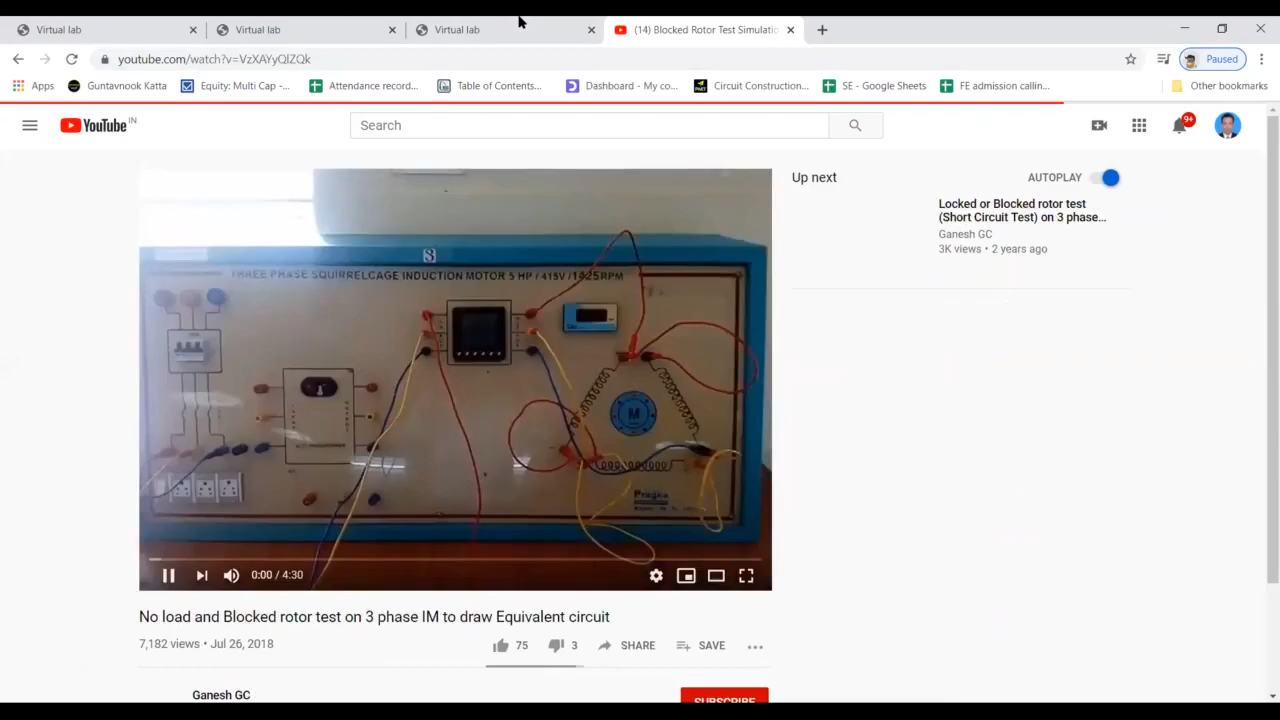 Virtual lab
Virtual lab
Virtual lab
(14) Blocked Rotor Test Simulatio
youtube.com/watch?v=VzXAYyQIZQk
Paused
Apps
Guntavnook Katta
Equity: Multi Cap -...
Attendance record...
Table of Contents...
Dashboard - My co...
Circuit Construction...
SE - Google Sheets
FE admission callin...
Other bookmarks
YouTube IN
Search
9+
Up next
AUTOPLAY
Locked or Blocked rotor test
(Short Circuit Test) on 3 phase...
Ganesh GC
3K views • 2 years ago
8
THREE PHASE SQUIRRELCAGE INDUCTION MOTOR 5 HP / 415V / 1425RPM
M
Pragna
0:00 / 4:30
No load and Blocked rotor test on 3 phase IM to draw Equivalent circuit
7,182 views • Jul 26, 2018
75
3
SHARE
SAVE
Ganesh GC
SUBSCRIBE